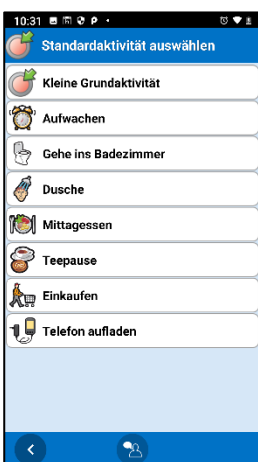 10:31
Standardaktivität auswählen
Kleine Grundaktivität
Aufwachen
Gehe ins Badezimmer
Dusche
Mittagessen
Teepause
Einkaufen
Telefon aufladen